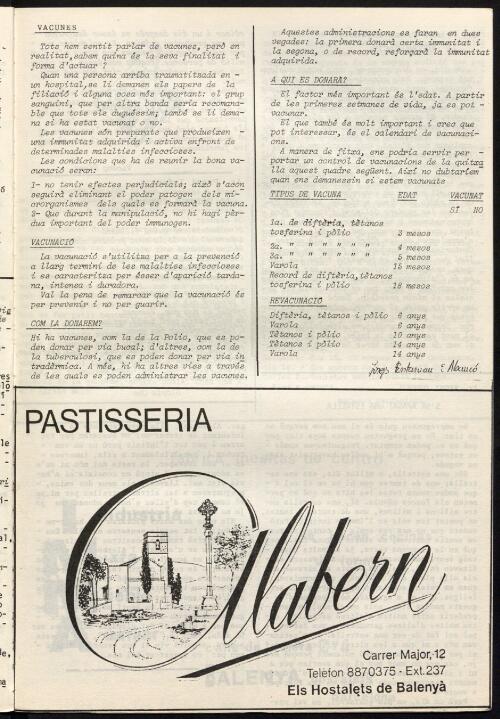 VACUNES
Tots hem sentit parlar de vacunes, però en
realitat, sabem quina és la seva finalitat i
forma d'actuar ?
Quan una persona arriba traumatitsada en -
un hospital, se li demanen els papers de la
filiació i alguna cosa més important: el grup
sanguini, que per altra banda seria recomana-
ble que tots els duguéssim; també se li dema-
na si ha estat vacunat o no.
Les vacunes són preparats que produeixen -
una immunitat adquirida i activa enfront de
determinades malalties infeccioses.
Les condicions que ha de reunir la bona va-
cunació seran:
1- no tenir efectes perjudicials; això s'acon
seguirà eliminant el poder patogen dels mi-
crorganismes dels quals es formarà la vacuna.
2- Que durant la manipulació, no hi hagi pèr-
dua important del poder immunogen.
VACUNACIÓ
La vacunació s'utilitza per a la prevenció
a llarg termini de les malalties infeccioses
i es caracteritza per ésser d'aparició tarda-
na, intensa i duradora.
Val la pena de remarcar que la vacunació és
per prevenir i no per guarir.
COM LA DONAREM?
Hi ha vacunes, com la de la Polio, que es po-
den donar per via bucal; d'altres, com la de
la tuberculosi, que es poden donar per via in
tradèrmica. A més, hi ha altres vies a través
de les quals es poden administrar les vacunes.
Aquestes administracions es faran en dues
vegades: la primera donarà certa immunitat i
la segona, o de record, reforçarà la immunitat
adquirida.
A QUI ES DONARÀ?
El factor més important és l'edat. A partir
de les primeres setmanes de vida, ja es pot -
vacunar.
El que també és molt important i crec que
pot interessar, és el calendari de vacunaci-
ons.
A manera de fitxa, ens podria servir per -
portar un control de vacunacions de la quitxa
lla aquest quadre següent. Així no dubtariem
quan ens demanessin si estem vacunats
TIPUS DE VACUNA EDAT VACUNAT
SI NO
1a. de diftèria, tètanos
tosferina i pòlio 3 mesos
2a. " " " " " " 4 mesos
3a. " " " " " " 5 mesos
Varola 15 mesos
Record de diftèria, tètanos
tosferina i pòlio 18 mesos
REVACUNACIÓ
Diftèria, tètanos i pòlio 6 anys
Varola 6 anys
Tètanos i pòlio 10 anys
Tètanos i pòlio 14 anys
Varola 14 anys
PASTISSERIA
Olabern
Carrer Major, 12
Telèfon 8870375 - Ext. 237
Els Hostalets de Balenyà